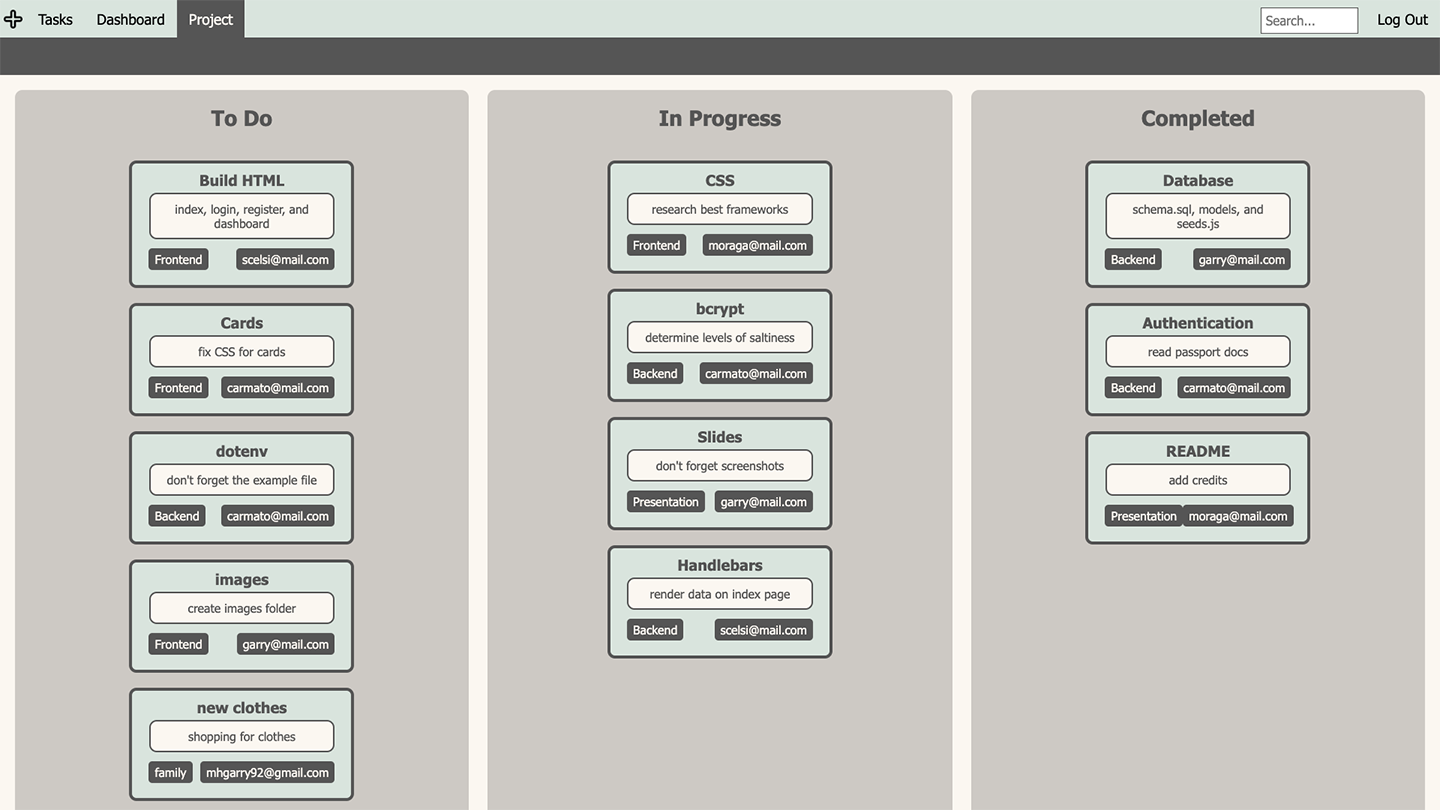 Tasks
Dashboard
Project
Search...
Log Out
To Do
Build HTML
index, login, register, and
dashboard
Frontend
scelsi@mail.com
Cards
fix CSS for cards
Frontend
carmato@mail.com
dotenv
don't forget the example file
Backend
carmato@mail.com
images
create images folder
Frontend
garry@mail.com
new clothes
shopping for clothes
family
mhgarry92@gmail.com
In Progress
CSS
research best frameworks
Frontend
moraga@mail.com
bcrypt
determine levels of saltiness
Backend
carmato@mail.com
Slides
don't forget screenshots
Presentation
garry@mail.com
Handlebars
render data on index page
Backend
scelsi@mail.com
Completed
Database
schema.sql, models, and
seeds.js
Backend
garry@mail.com
Authentication
read passport docs
Backend
carmato@mail.com
README
add credits
Presentation
moraga@mail.com